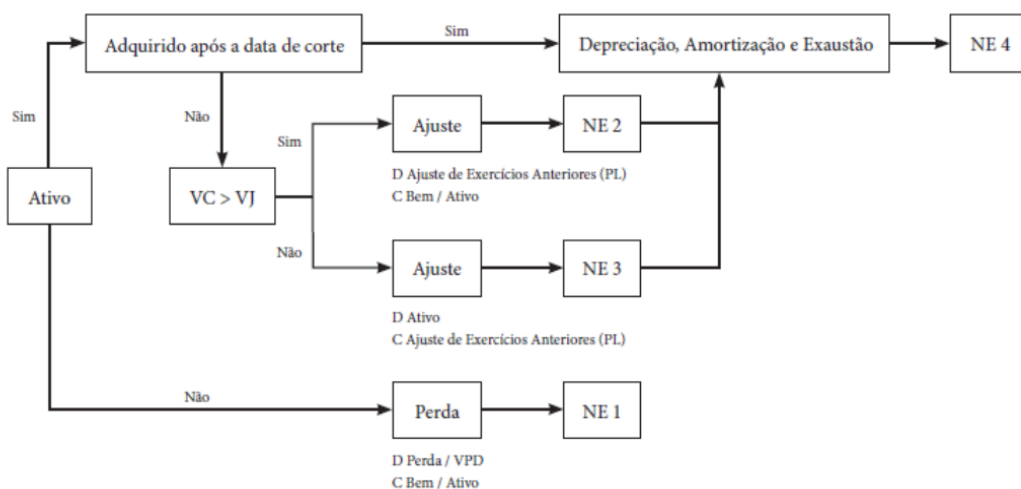 Adquirido após a data de corte
Sim
Depreciação, Amortização e Exaustão
NE 4
Sim
Não
Sim
Ajuste
NE 2
D Ajuste de Exercícios Anteriores (PL)
C Bem / Ativo
Ativo
VC > VJ
Não
Ajuste
NE 3
D Ativo
C Ajuste de Exercícios Anteriores (PL)
Não
Perda
NE 1
D Perda / VPD
C Bem / Ativo